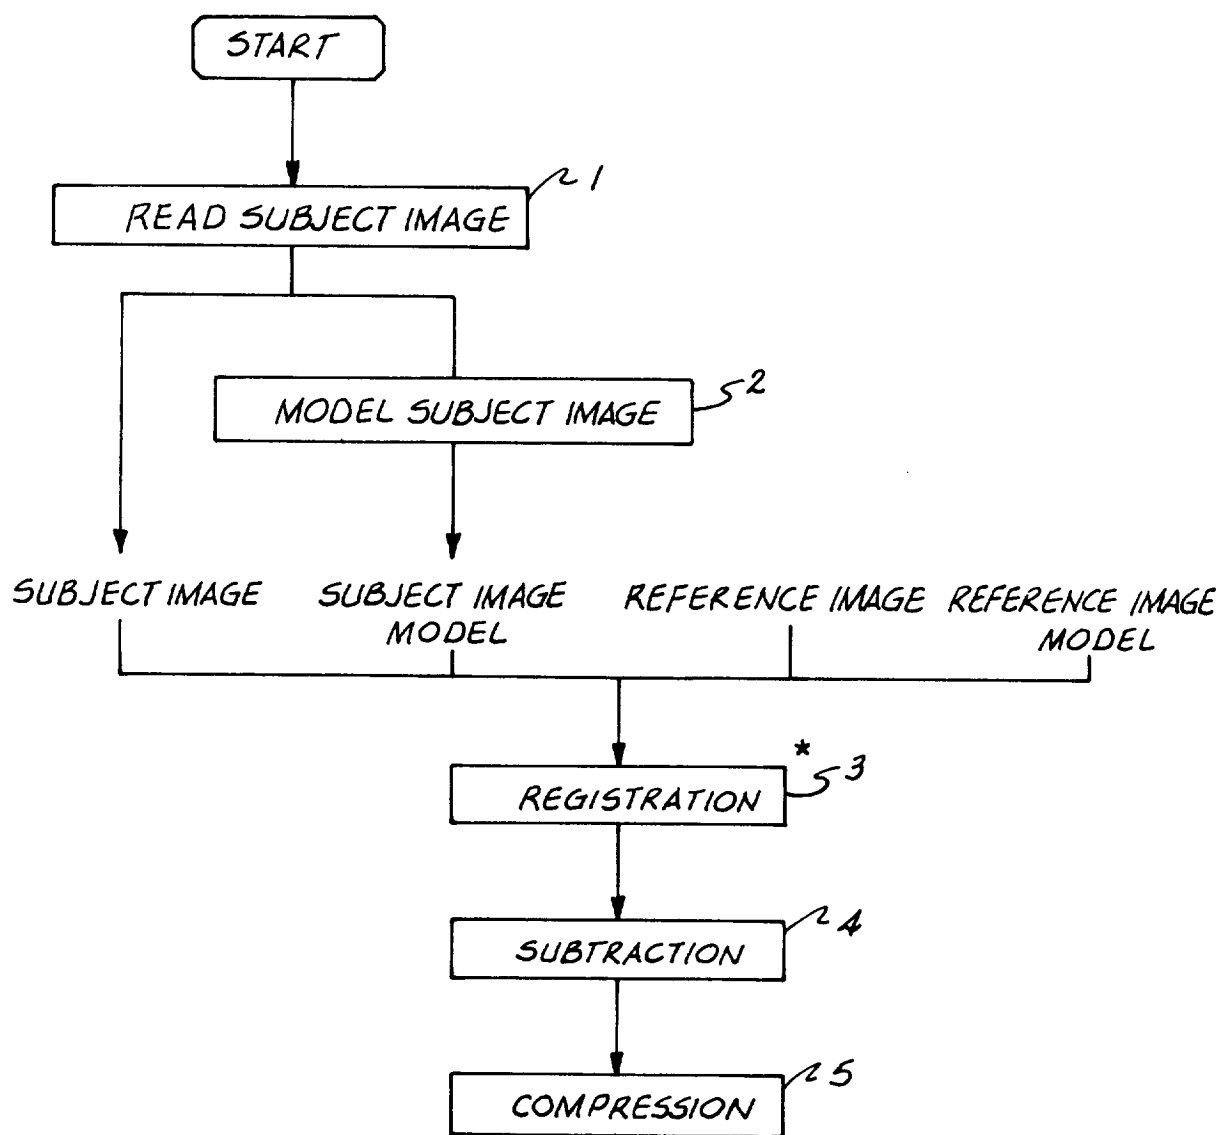 START
1
READ SUBJECT IMAGE
2
MODEL SUBJECT IMAGE
SUBJECT IMAGE
SUBJECT IMAGE
MODEL
REFERENCE IMAGE
REFERENCE IMAGE
MODEL
*
3
REGISTRATION
4
SUBTRACTION
5
COMPRESSION